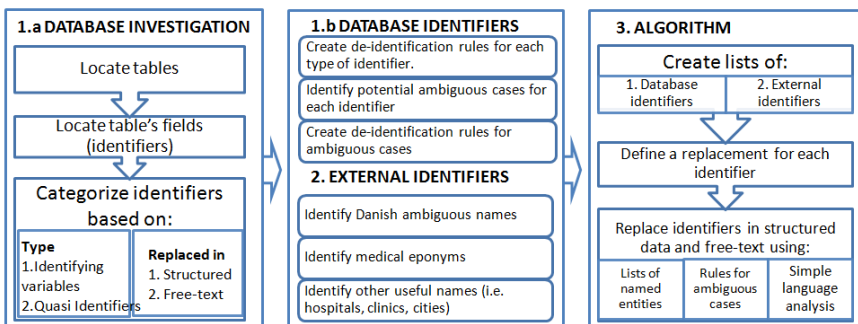 1.a DATABASE INVESTIGATION
Locate tables
Locate table's fields
(identifiers)
Categorize identifiers
based on:
Type
1.Identifying
variables
2.Quasi Identifiers
Replaced in
1. Structured
2. Free-text
1.b DATABASE IDENTIFIERS
Create de-identification rules for each
type of identifier.
Identify potential ambiguous cases for
each identifier
Create de-identification rules for
ambiguous cases
2. EXTERNAL IDENTIFIERS
Identify Danish ambiguous names
Identify medical eponyms
Identify other useful names (i.e.
hospitals, clinics, cities)
3. ALGORITHM
Create lists of:
1. Database
identifiers
2. External
identifiers
Define a replacement for each
identifier
Replace identifiers in structured
data and free-text using:
Lists of
named
entities
Rules for
ambiguous
cases
Simple
language
analysis